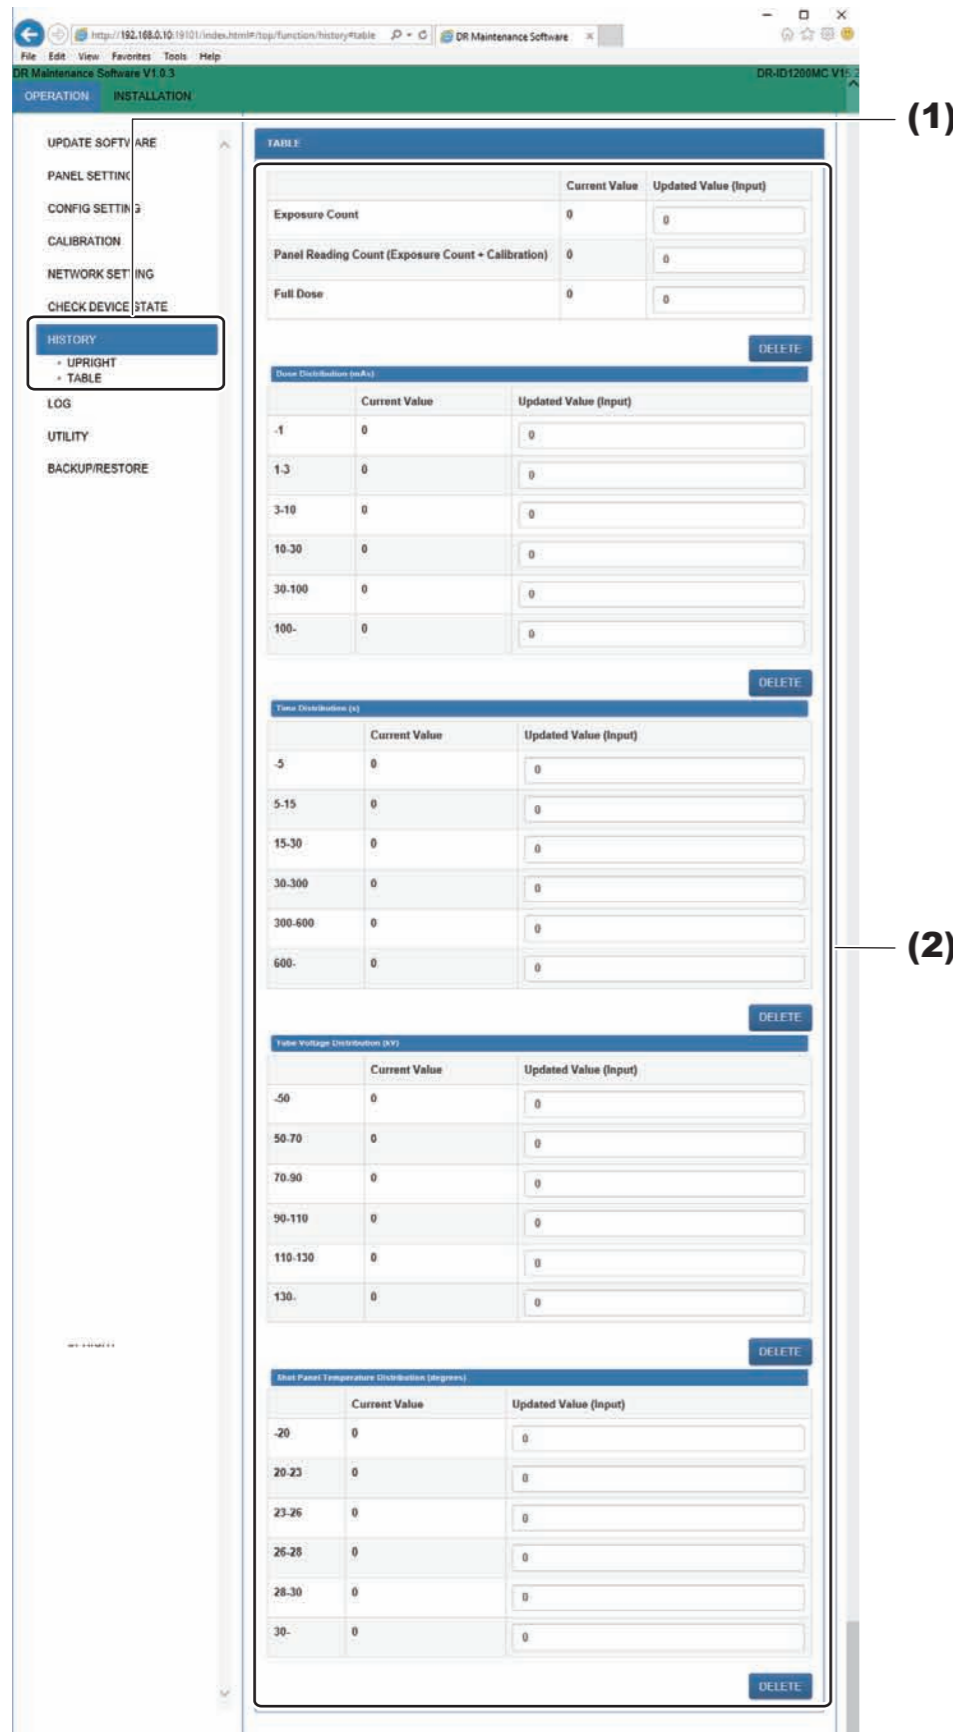 http://192.168.0.10:19101/index.html#/top/function/history#table
DR Maintenance Software
File Edit View Favorites Tools Help
DR Maintenance Software V1.0.3
DR-ID1200MC V15.2
OPERATION INSTALLATION
(1)
UPDATE SOFTWARE
PANEL SETTING
CONFIG SETTING
CALIBRATION
NETWORK SETTING
CHECK DEVICE STATE
HISTORY
• UPRIGHT
• TABLE
LOG
UTILITY
BACKUP/RESTORE
TABLE
Current Value Updated Value (Input)
Exposure Count 0 0
Panel Reading Count (Exposure Count + Calibration) 0 0
Full Dose 0 0
DELETE
Dose Distribution (mAs)
Current Value Updated Value (Input)
-1 0 0
1-3 0 0
3-10 0 0
10-30 0 0
30-100 0 0
100- 0 0
DELETE
Time Distribution (s)
Current Value Updated Value (Input)
-5 0 0
5-15 0 0
15-30 0 0
30-300 0 0
300-600 0 0
600- 0 0
(2)
DELETE
Tube Voltage Distribution (kV)
Current Value Updated Value (Input)
-50 0 0
50-70 0 0
70-90 0 0
90-110 0 0
110-130 0 0
130- 0 0
DELETE
Shot Panel Temperature Distribution (degrees)
Current Value Updated Value (Input)
-20 0 0
20-23 0 0
23-26 0 0
26-28 0 0
28-30 0 0
30- 0 0
DELETE